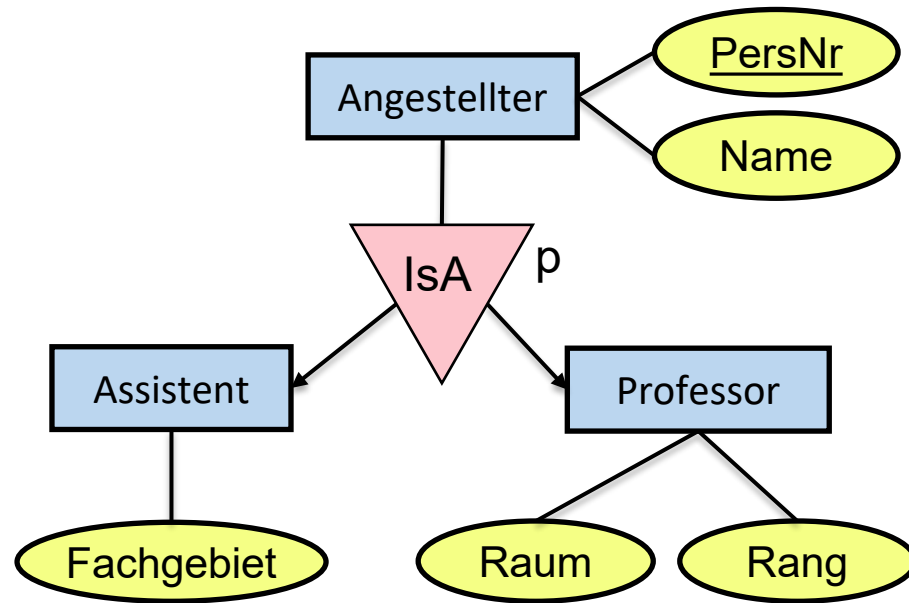 PersNr
Angestellter
Name
IsA
p
Assistent
Professor
Fachgebiet
Raum
Rang